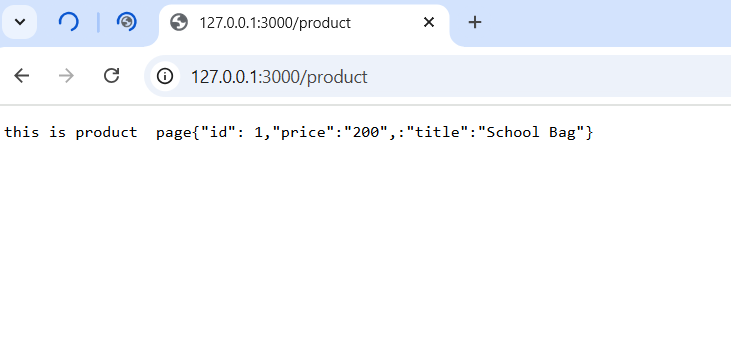 127.0.0.1:3000/product
127.0.0.1:3000/product
this is product  page{"id": 1,"price":"200",:"title":"School Bag"}